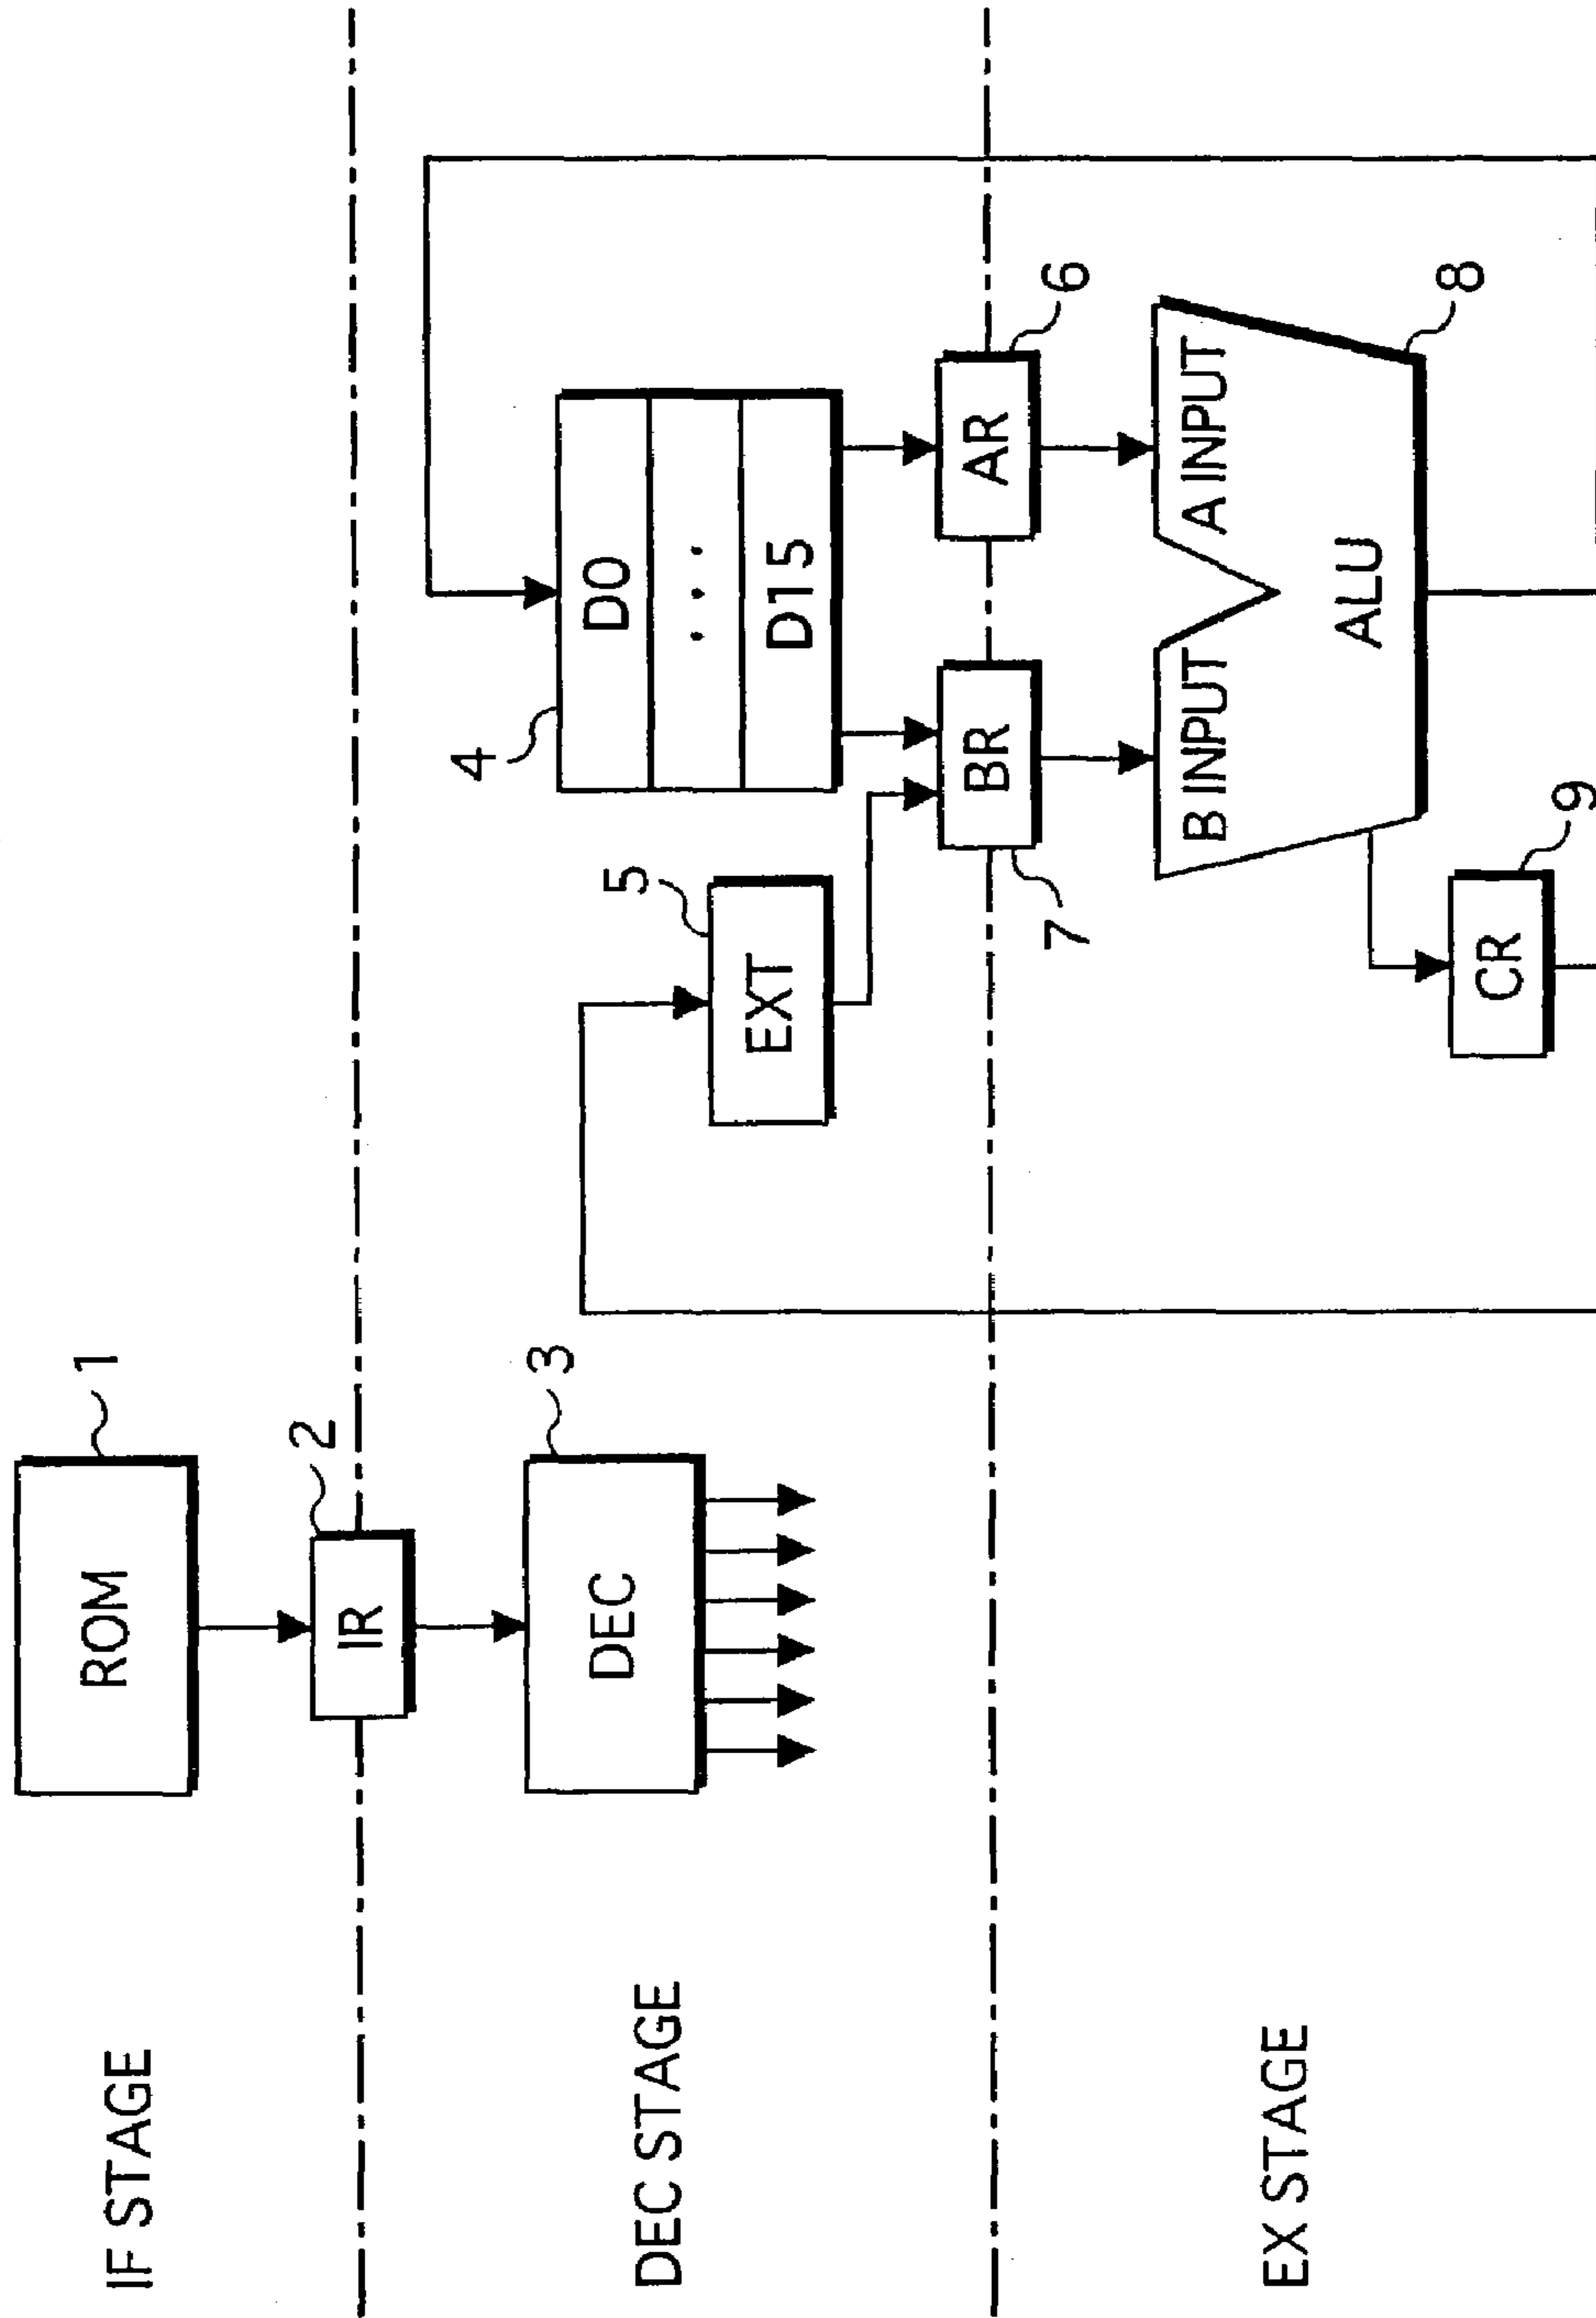 IF STAGE
ROM
1
IR
2
DEC STAGE
DEC
3
EXT
5
4
D0
...
D15
BR
7
AR
6
EX STAGE
B INPUT
A INPUT
ALU
8
CR
9